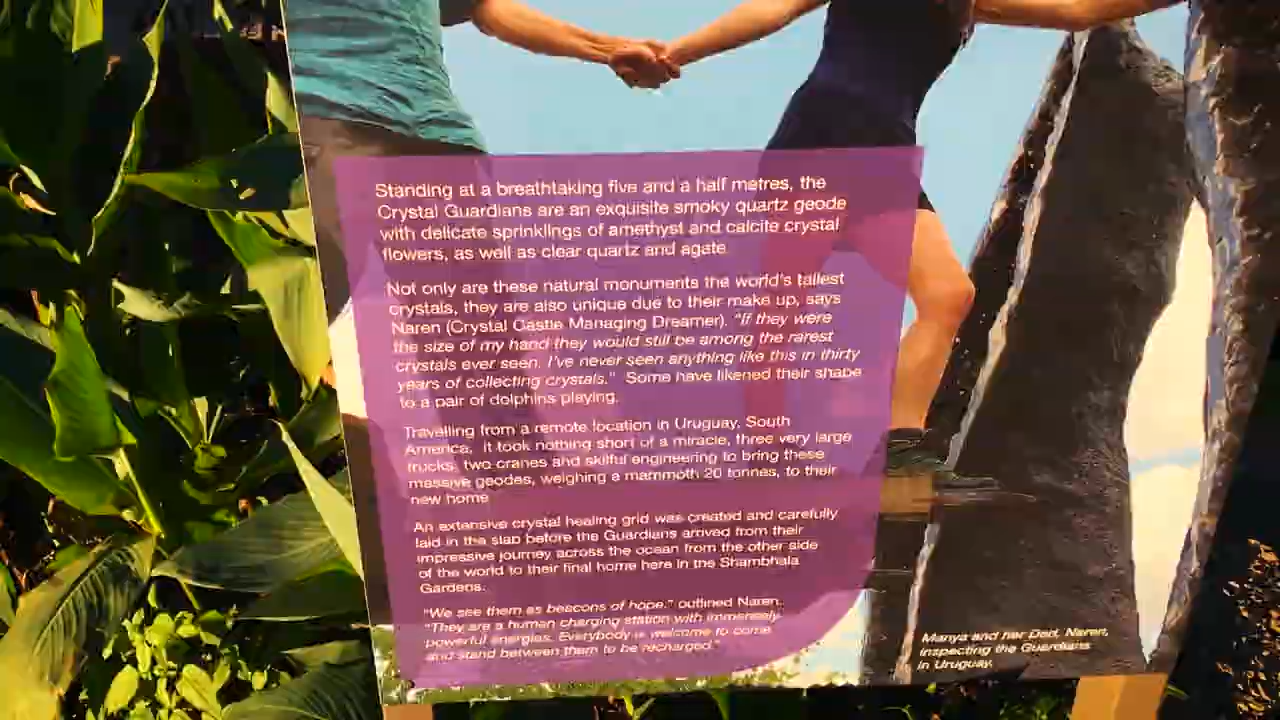 Standing at a breathtaking five and a half metres, the
Crystal Guardians are an exquisite smoky quartz geode
with delicate sprinklings of amethyst and calcite crystal
flowers, as well as clear quartz and agate.
Not only are these natural monuments the world's tallest
crystals, they are also unique due to their make up, says
Naren (Crystal Castle Managing Dreamer). "If they were
the size of my hand they would still be among the rarest
crystals ever seen. I've never seen anything like this in thirty
years of collecting crystals." Some have likened their shape
to a pair of dolphins playing.
Travelling from a remote location in Uruguay, South
America, it took nothing short of a miracle, three very large
trucks, two cranes and skilful engineering to bring these
massive geodes, weighing a mammoth 20 tonnes, to their
new home.
An extensive crystal healing grid was created and carefully
laid in the slab before the Guardians arrived from their
impressive journey across the ocean from the other side
of the world to their final home here in the Shambhala
Gardens.
"We see them as beacons of hope," outlined Naren.
"They are a human charging station with immensely
powerful energies. Everybody is welcome to come
and stand between them to be recharged."
Manya and her Dad, Naren,
inspecting the Guardians
in Uruguay.